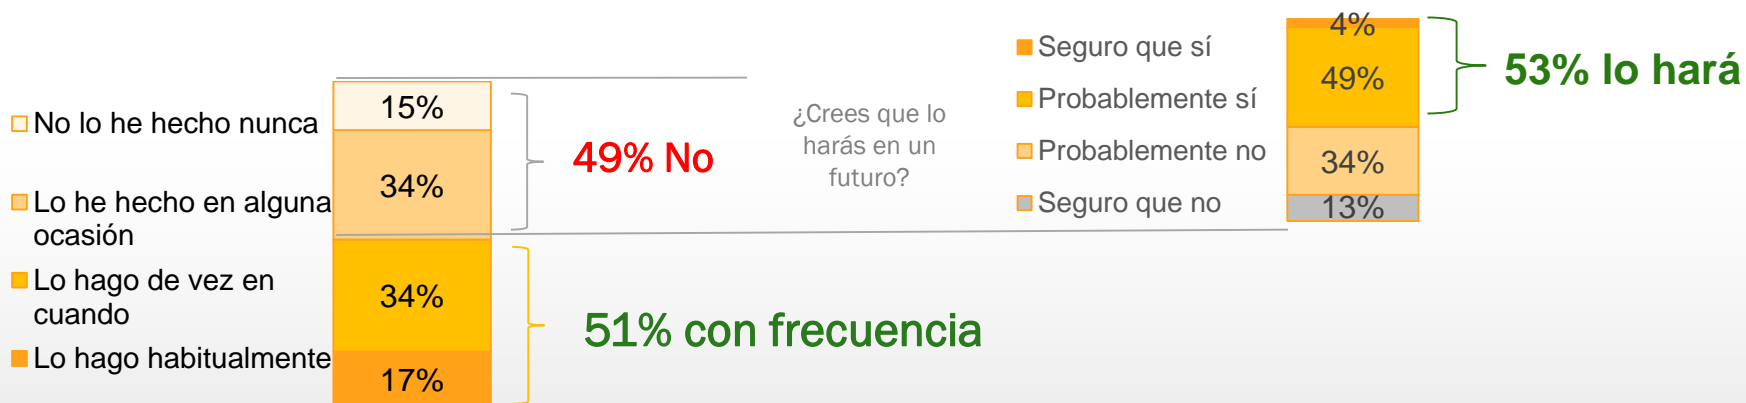 No lo he hecho nunca
Lo he hecho en alguna
ocasión
Lo hago de vez en
cuando
Lo hago habitualmente
15%
34%
34%
17%
49% No
51% con frecuencia
¿Crees que lo
harás en un
futuro?
Seguro que sí
Probablemente sí
Probablemente no
Seguro que no
4%
49%
34%
13%
53% lo hará